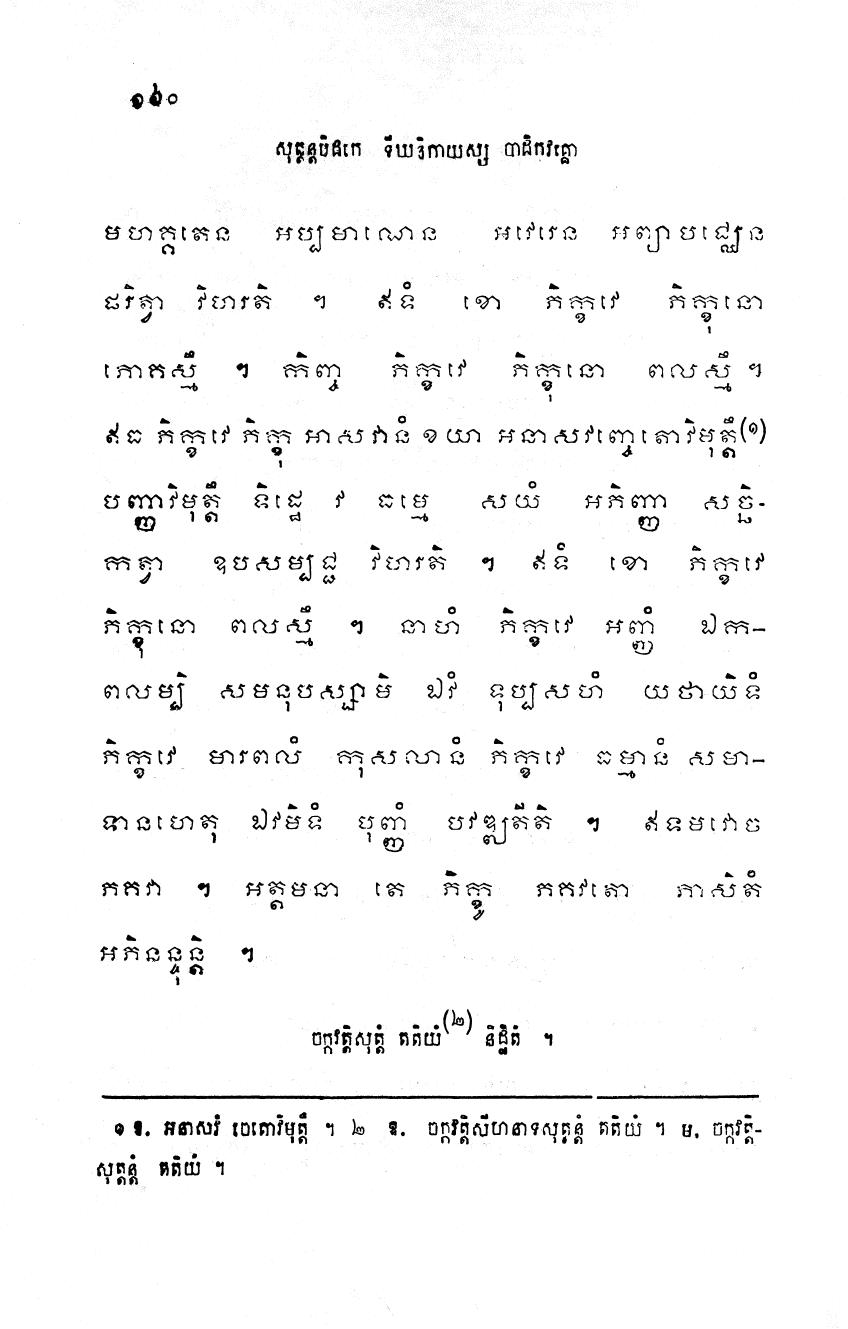 ១៦០
សុត្តន្តបិដកេ ទីឃនិកាយស្ស បាដិកវគ្គោ
មហគ្គតេន អប្បមាណេន អវេរេន អព្យាបជ្ឈេន
ផរិត្វា វិហរតិ ។ ឥទំ ខោ ភិក្ខវេ ភិក្ខុនោ
ភោគស្មឹ ។ កិញ្ច ភិក្ខវេ ភិក្ខុនោ ពលស្មឹ ។
ឥធ ភិក្ខវេ ភិក្ខុ អាសវានំ ខយា អនាសវញ្ចេតោវិមុត្តឹ(១)
បញ្ញាវិមុត្តឹ ទិដ្ឋេ វ ធម្មេ សយំ អភិញ្ញា សច្ឆិ-
កត្វា ឧបសម្បជ្ជ វិហរតិ ។ ឥទំ ខោ ភិក្ខវេ
ភិក្ខុនោ ពលស្មឹ ។ នាហំ ភិក្ខវេ អញ្ញំ ឯក-
ពលម្បិ សមនុបស្សាមិ ឯវំ ទុប្បសហំ យថាយិទំ
ភិក្ខវេ មារពលំ កុសលានំ ភិក្ខវេ ធម្មានំ សមា-
ទានហេតុ ឯវមិទំ បុញ្ញំ បវឌ្ឍតីតិ ។ ឥទមវោច
ភគវា ។ អត្តមនា តេ ភិក្ខូ ភគវតោ ភាសិតំ
អភិនន្ទុន្តិ ។
ចក្កវត្តិសុត្តំ តតិយំ(២) និដ្ឋិតំ ។
១ ឱ. អនាសវំ ចេតោវិមុត្តឹ ។ ២ ឱ. ចក្កវត្តិសីហនាទសុត្តន្តំ តតិយំ ។ ម. ចក្កវត្តិ-
សុត្តន្តំ តតិយំ ។